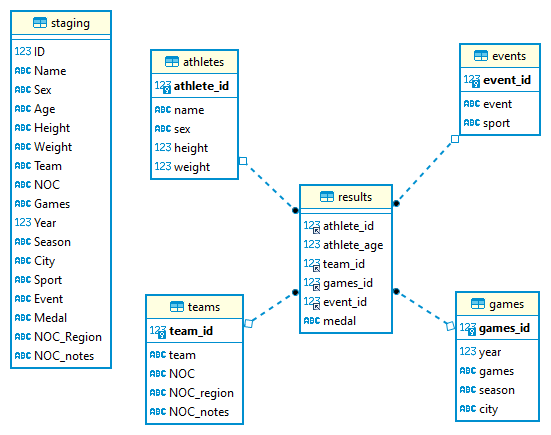 staging
123 ID
ABC Name
ABC Sex
ABC Age
ABC Height
ABC Weight
ABC Team
ABC NOC
ABC Games
123 Year
ABC Season
ABC City
ABC Sport
ABC Event
ABC Medal
ABC NOC_Region
ABC NOC_notes
athletes
123 athlete_id
ABC name
ABC sex
123 height
123 weight
events
123 event_id
ABC event
ABC sport
results
123 athlete_id
123 athlete_age
123 team_id
123 games_id
123 event_id
ABC medal
teams
123 team_id
ABC team
ABC NOC
ABC NOC_region
ABC NOC_notes
games
123 games_id
123 year
ABC games
ABC season
ABC city